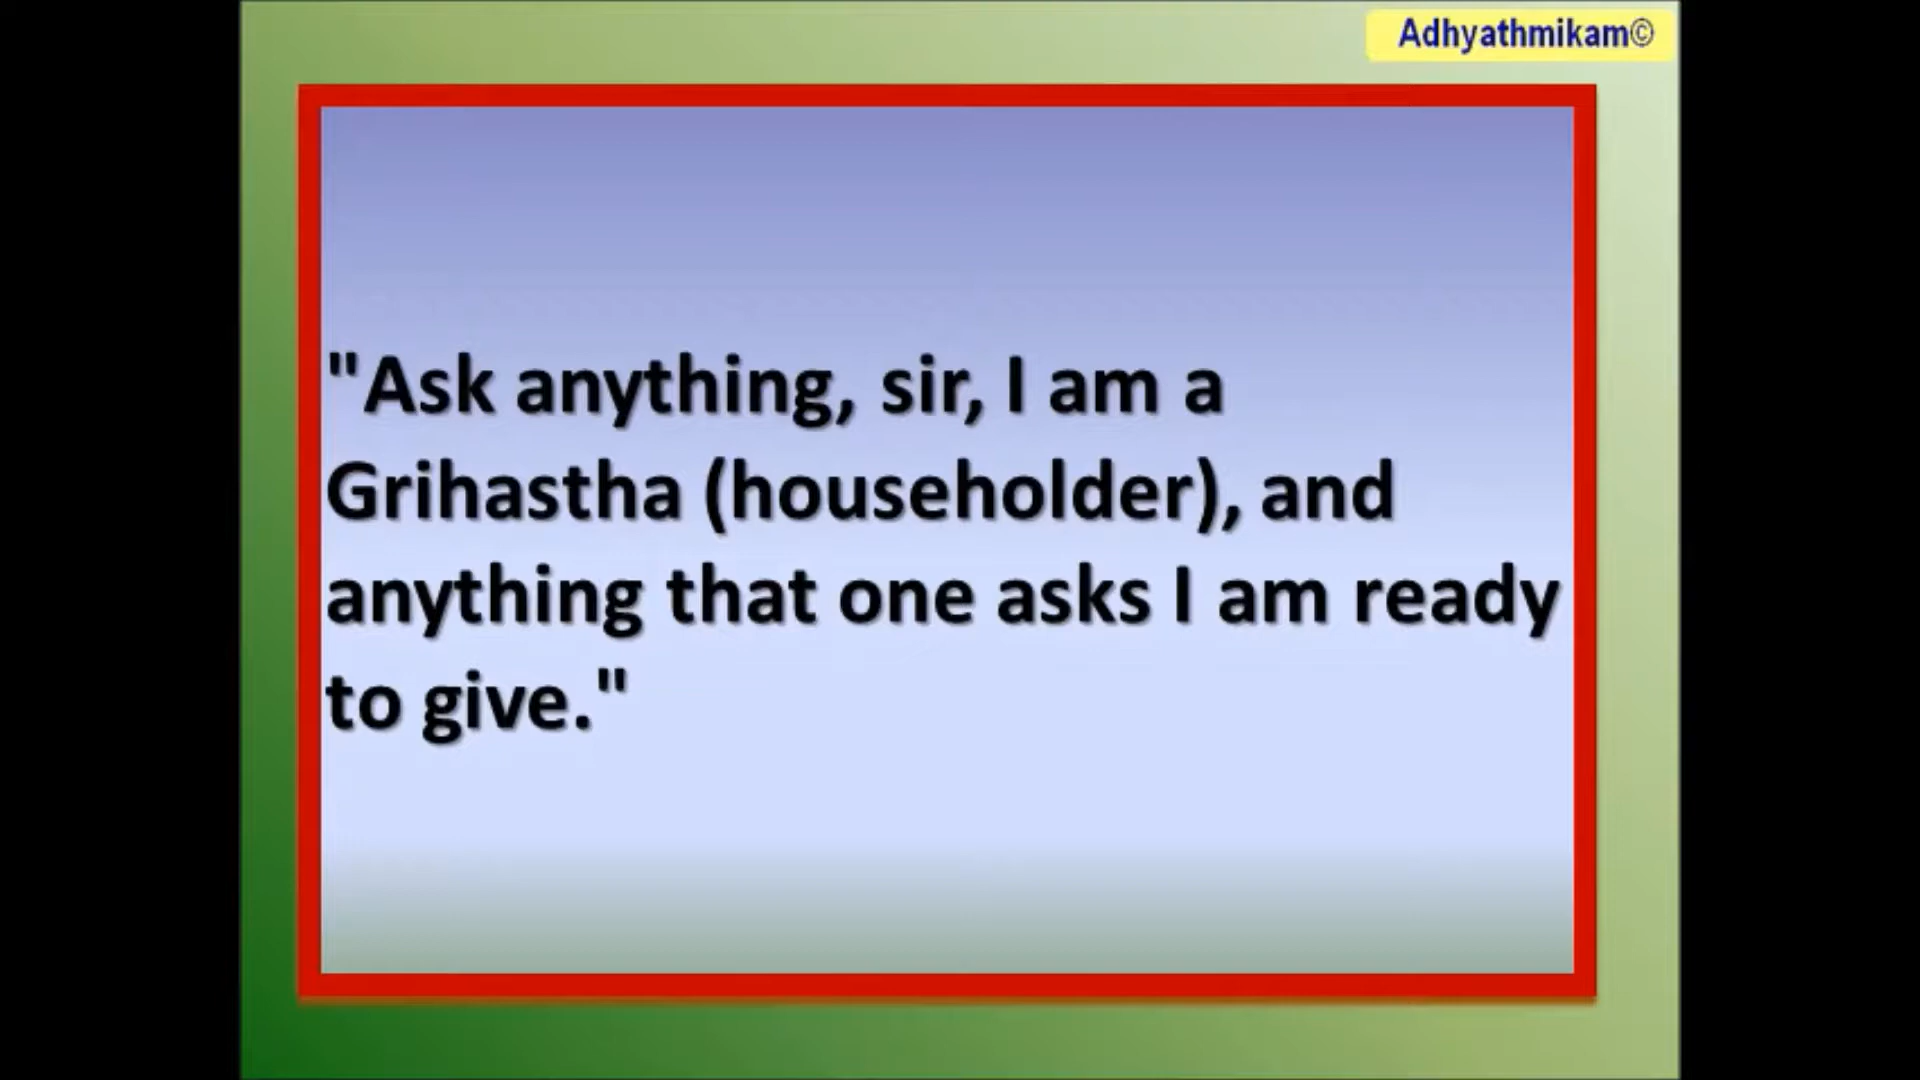 Adhyathmikam©
"Ask anything, sir, I am a
Grihastha (householder), and
anything that one asks I am ready
to give."